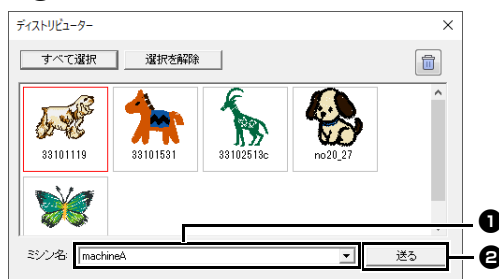 ディストリビューター
すべて選択 選択を解除
33101119 33101531 33102513c no20_27
ミシン名: machineA 送る
❶
❷